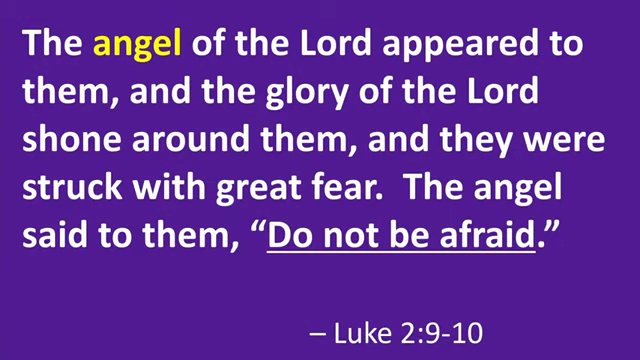 The angel of the Lord appeared to
them, and the glory of the Lord
shone around them, and they were
struck with great fear.  The angel
said to them, “Do not be afraid.”
– Luke 2:9-10